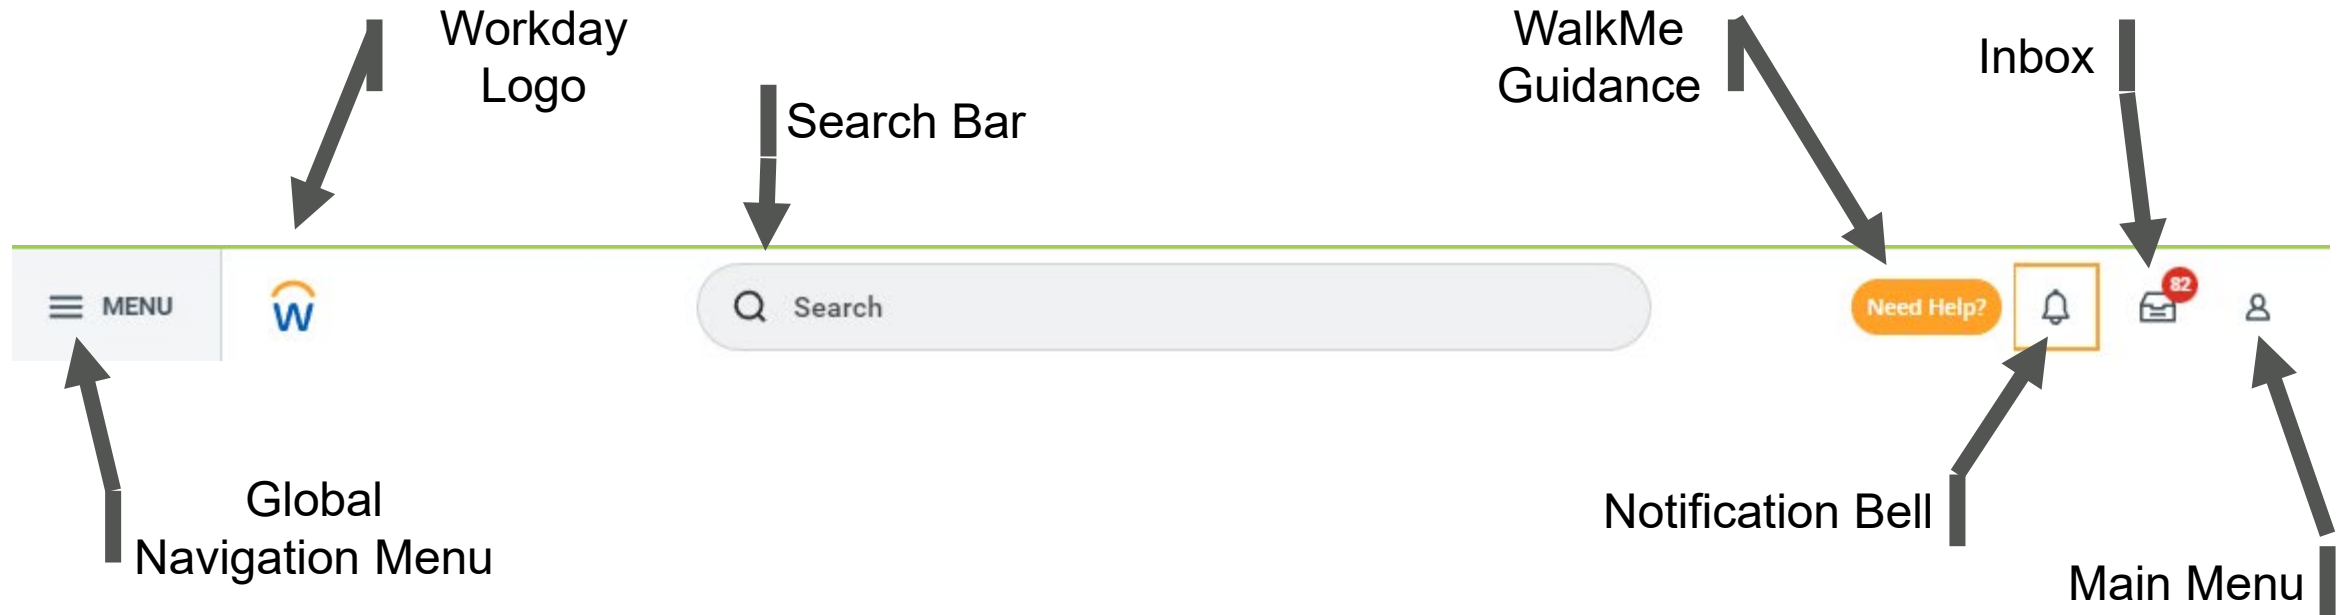 Workday
Logo
WalkMe
Guidance
Inbox
Search Bar
MENU
W
Search
Need Help?
82
Global
Navigation Menu
Notification Bell
Main Menu